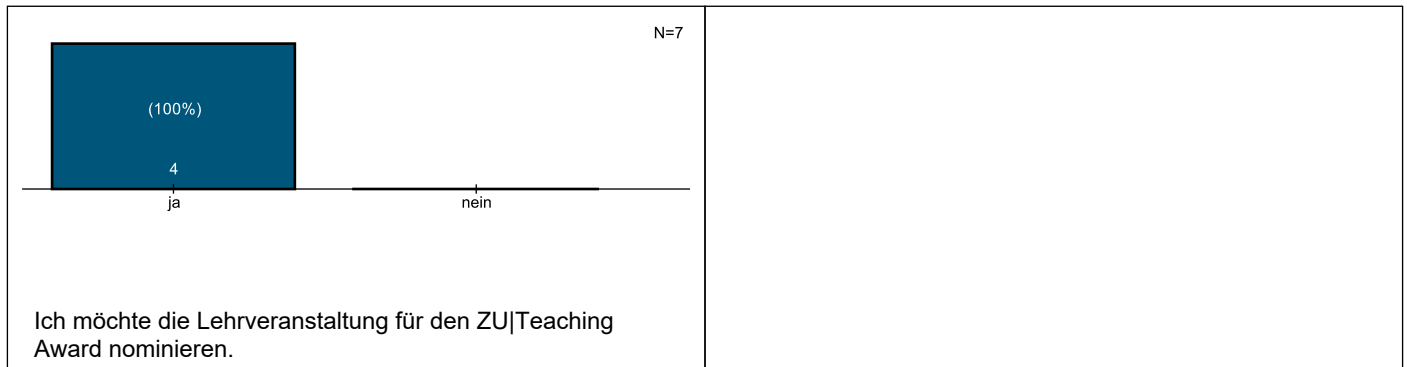 N=7
(100%)
4
ja
nein
Ich möchte die Lehrveranstaltung für den ZU|Teaching
Award nominieren.